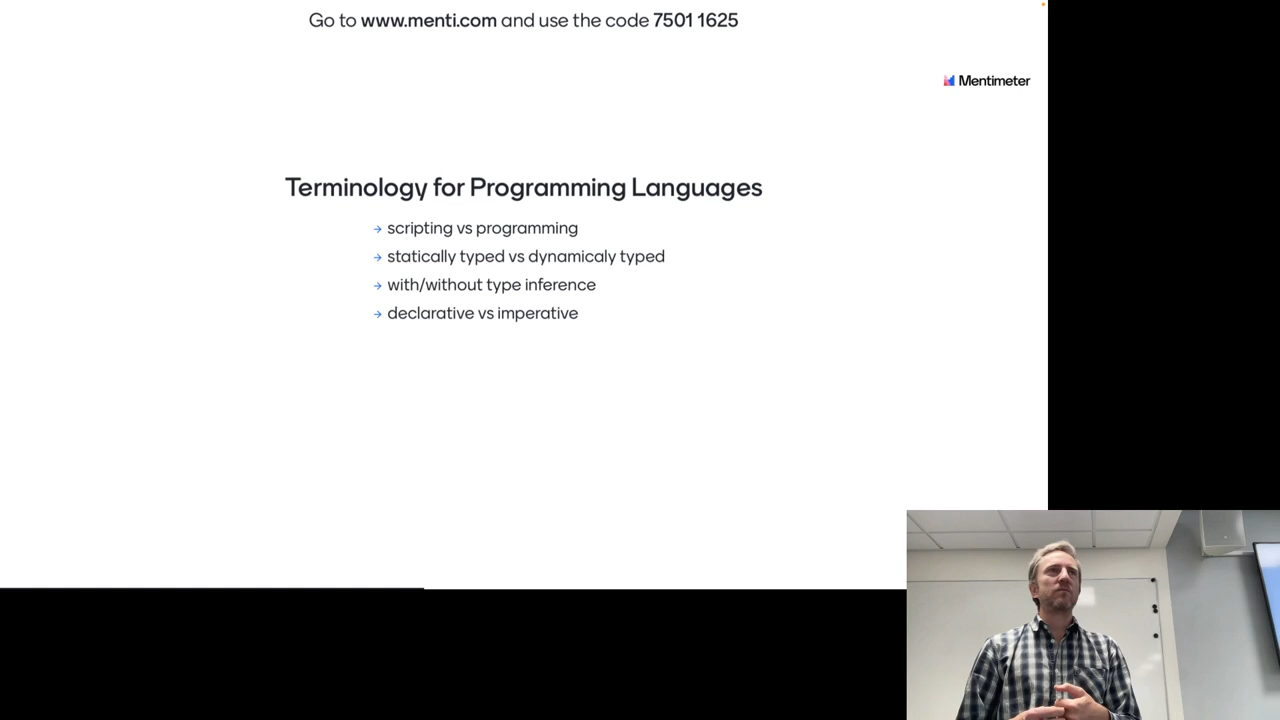 Go to www.menti.com and use the code 7501 1625
Mentimeter
Terminology for Programming Languages
→ scripting vs programming
→ statically typed vs dynamicaly typed
→ with/without type inference
→ declarative vs imperative